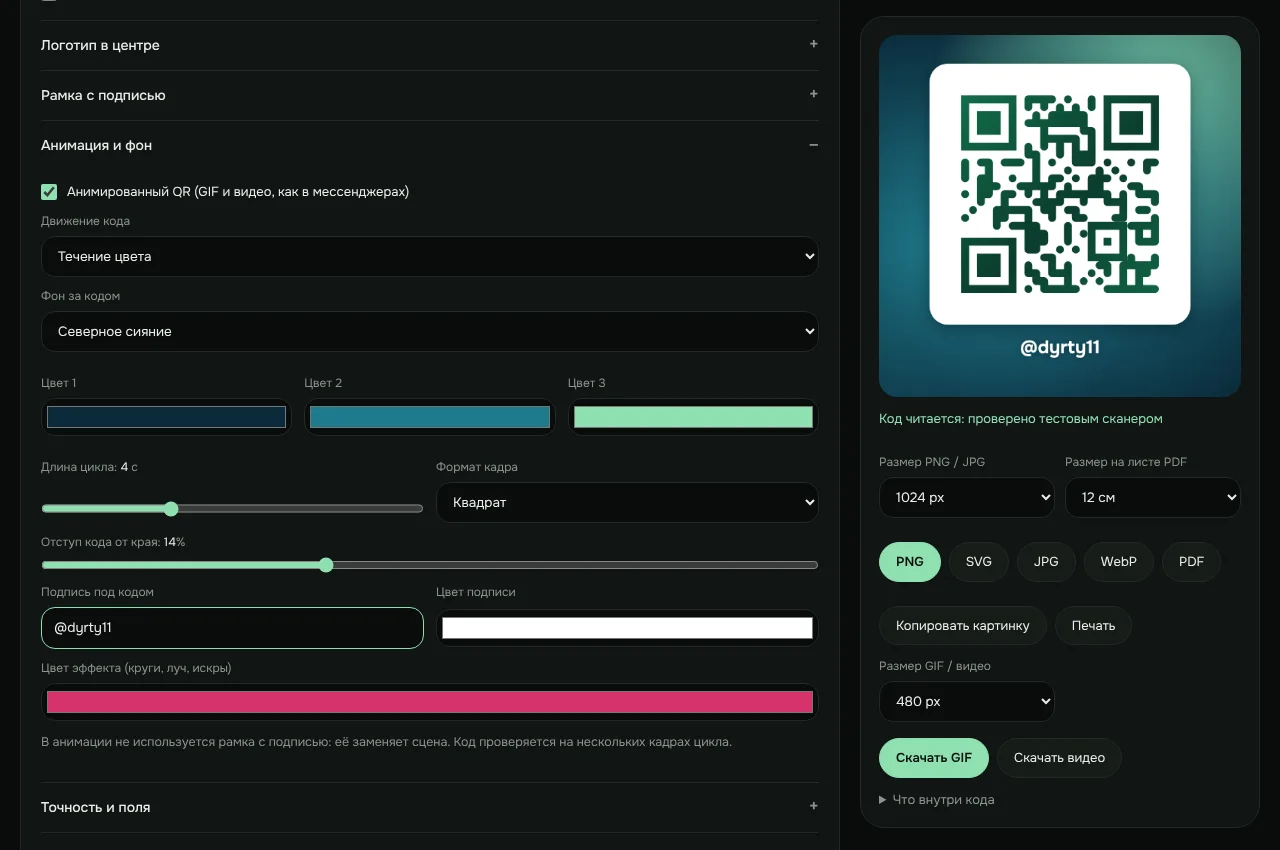 Логотип в центре
+
Рамка с подписью
+
Анимация и фон
−
Анимированный QR (GIF и видео, как в мессенджерах)
Движение кода
Течение цвета
Фон за кодом
Северное сияние
Цвет 1
Цвет 2
Цвет 3
Длина цикла: 4 с
Формат кадра
Квадрат
Отступ кода от края: 14%
Подпись под кодом
Цвет подписи
@dyrty11
Цвет эффекта (круги, луч, искры)
В анимации не используется рамка с подписью: её заменяет сцена. Код проверяется на нескольких кадрах цикла.
Точность и поля
+
@dyrty11
Код читается: проверено тестовым сканером
Размер PNG / JPG
Размер на листе PDF
1024 px
12 см
PNG
SVG
JPG
WebP
PDF
Копировать картинку
Печать
Размер GIF / видео
480 px
Скачать GIF
Скачать видео
Что внутри кода